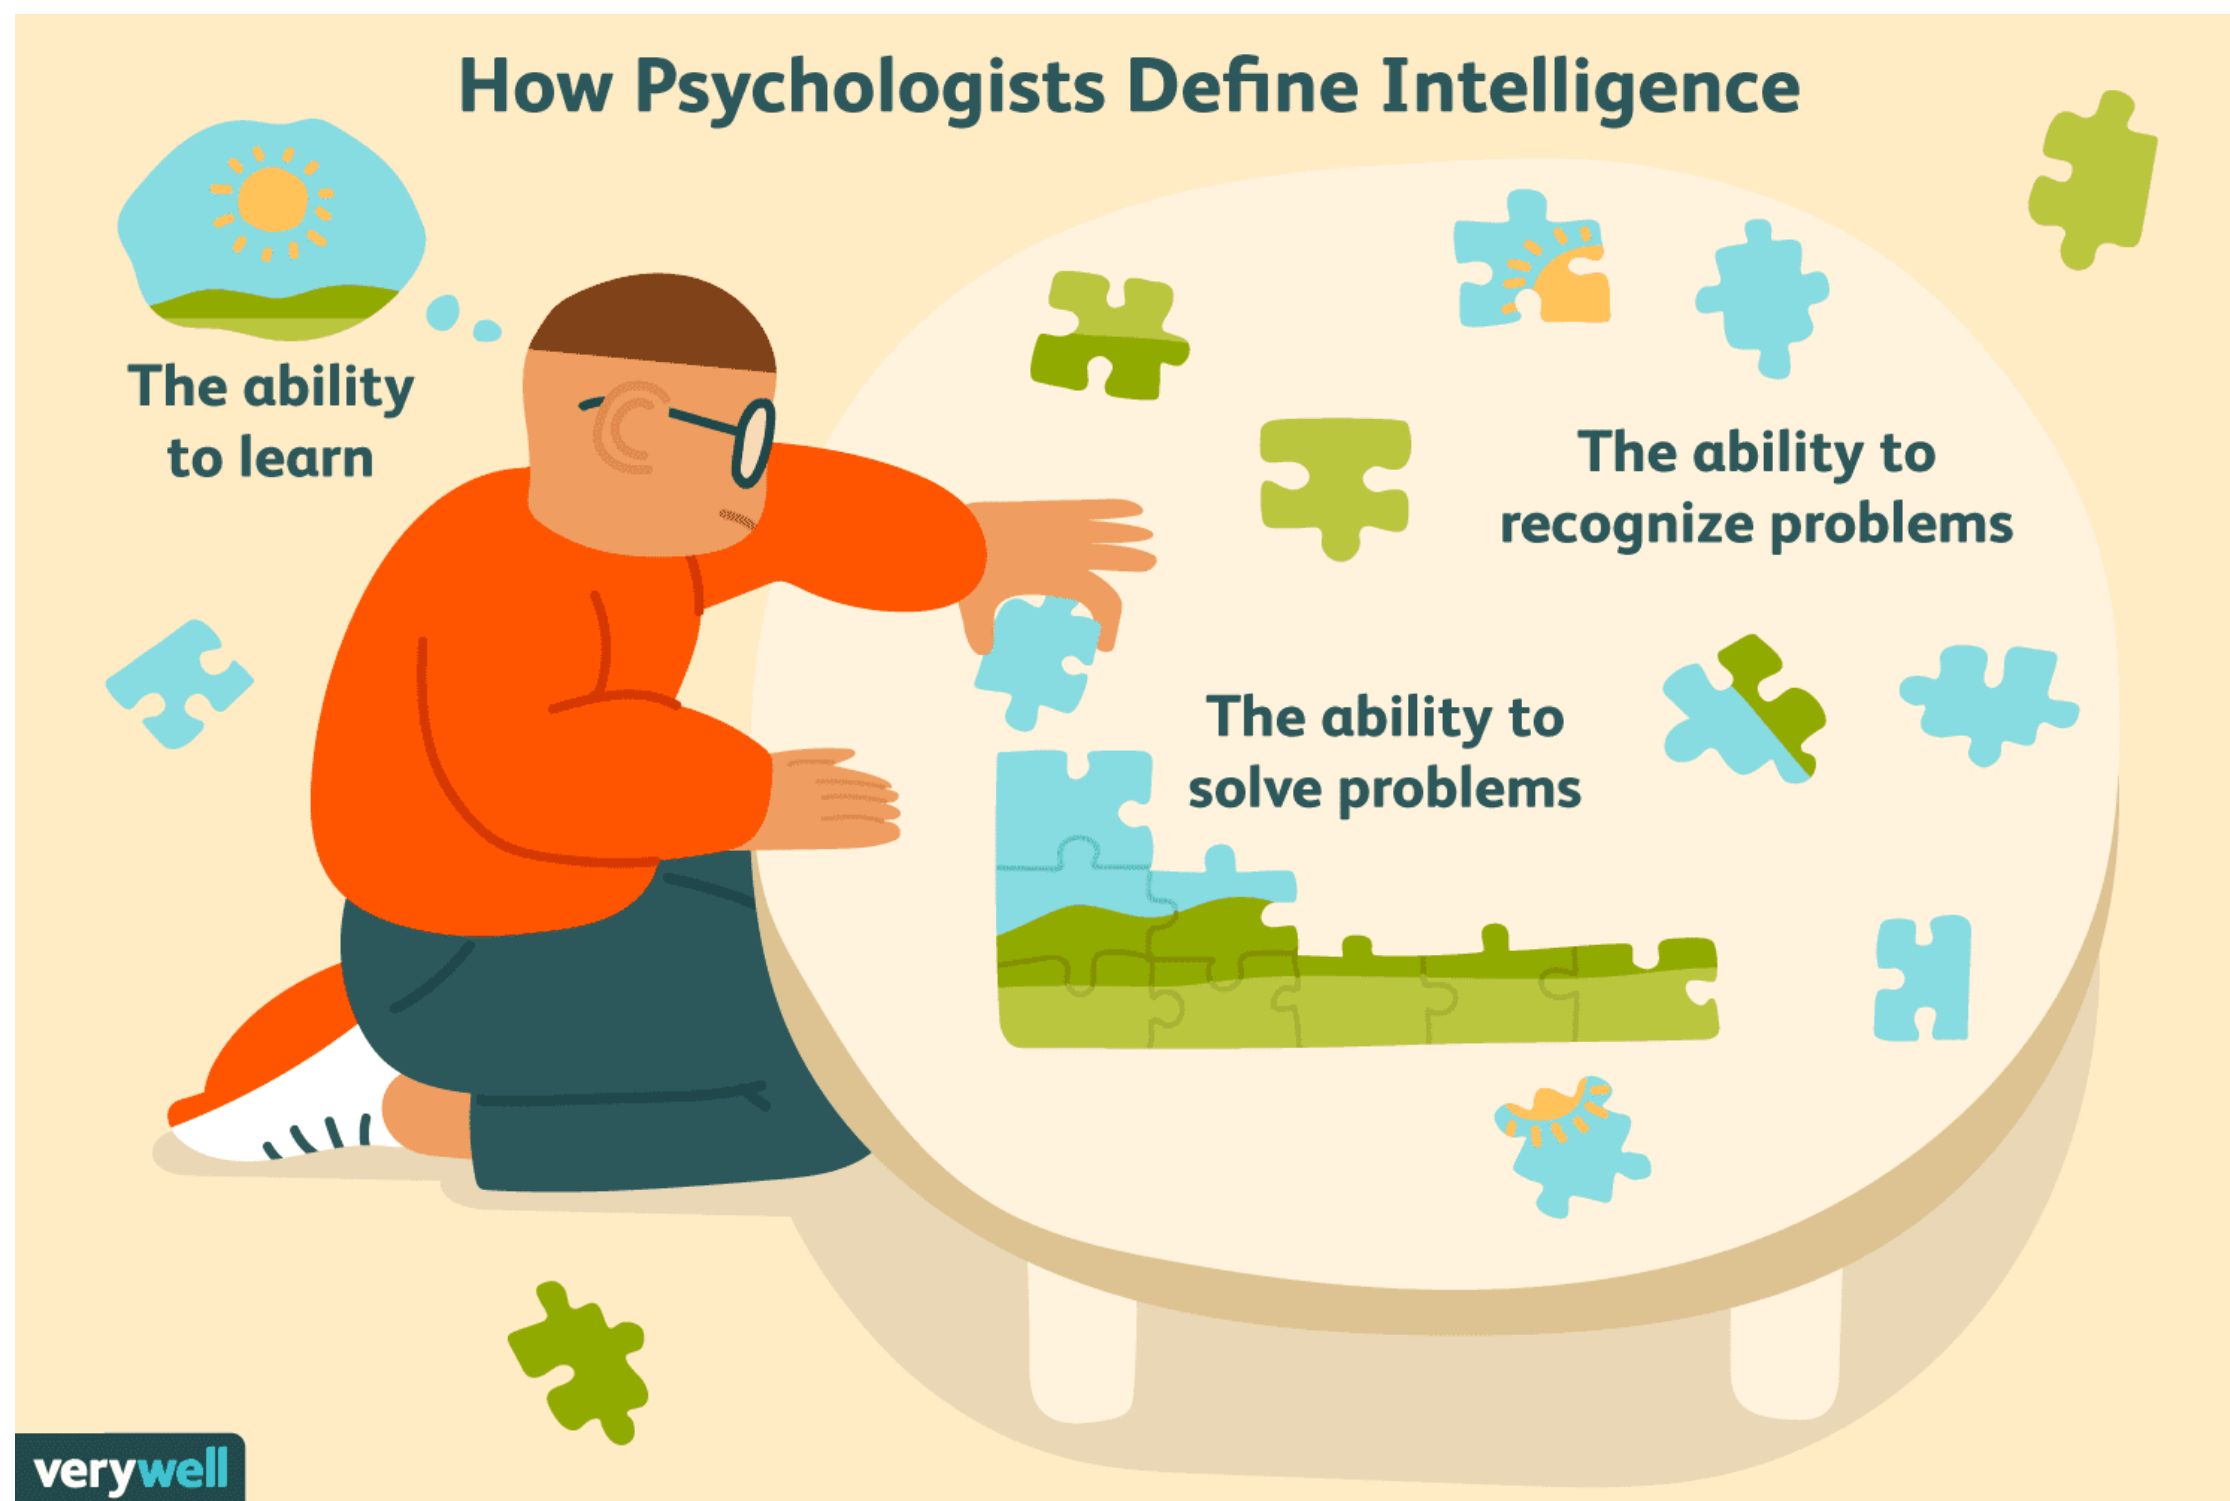 How Psychologists Define Intelligence
The ability
to learn
The ability to
recognize problems
The ability to
solve problems
verywell